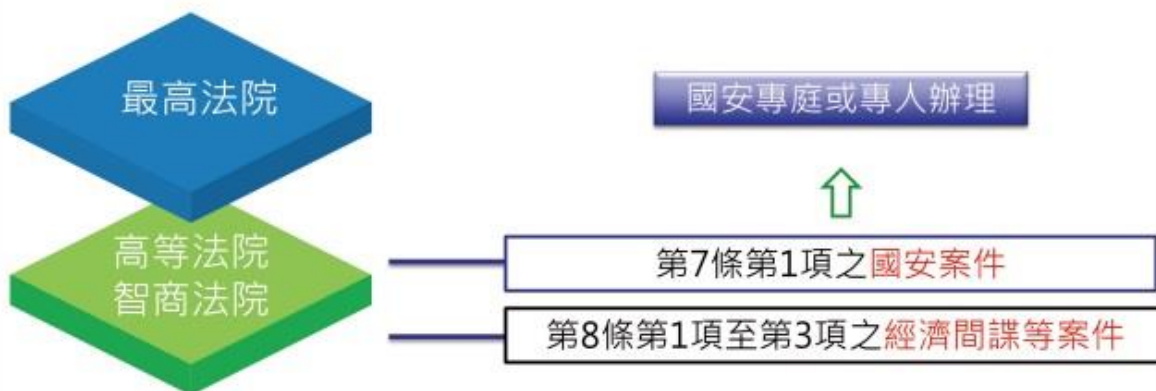 最高法院
國安專庭或專人辦理
高等法院
智商法院
第7條第1項之國安案件
第8條第1項至第3項之經濟間諜等案件